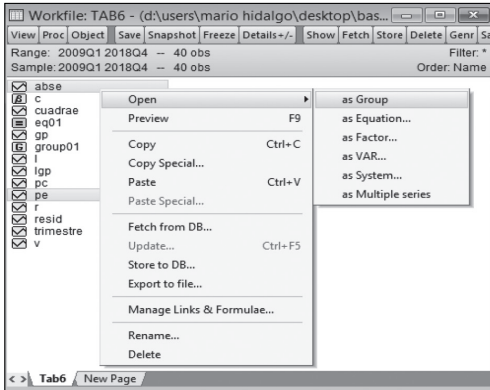 Workfile: TAB6 - (d:\users\mario hidalgo\desktop\bas...
View Proc Object Save Snapshot Freeze Details+/- Show Fetch Store Delete Genr Sa
Range: 2009Q1 2018Q4 -- 40 obs Filter: *
Sample: 2009Q1 2018Q4 -- 40 obs Order: Name
abse
c
cuadrae
eq01
gp
group01
l
lgp
pc
pe
r
resid
trimestre
v
Open
Preview F9
Copy Ctrl+C
Copy Special...
Paste Ctrl+V
Paste Special...
Fetch from DB...
Update... Ctrl+F5
Store to DB...
Export to file...
Manage Links & Formulae...
Rename...
Delete
as Group
as Equation...
as Factor...
as VAR...
as System...
as Multiple series
Tab6 New Page